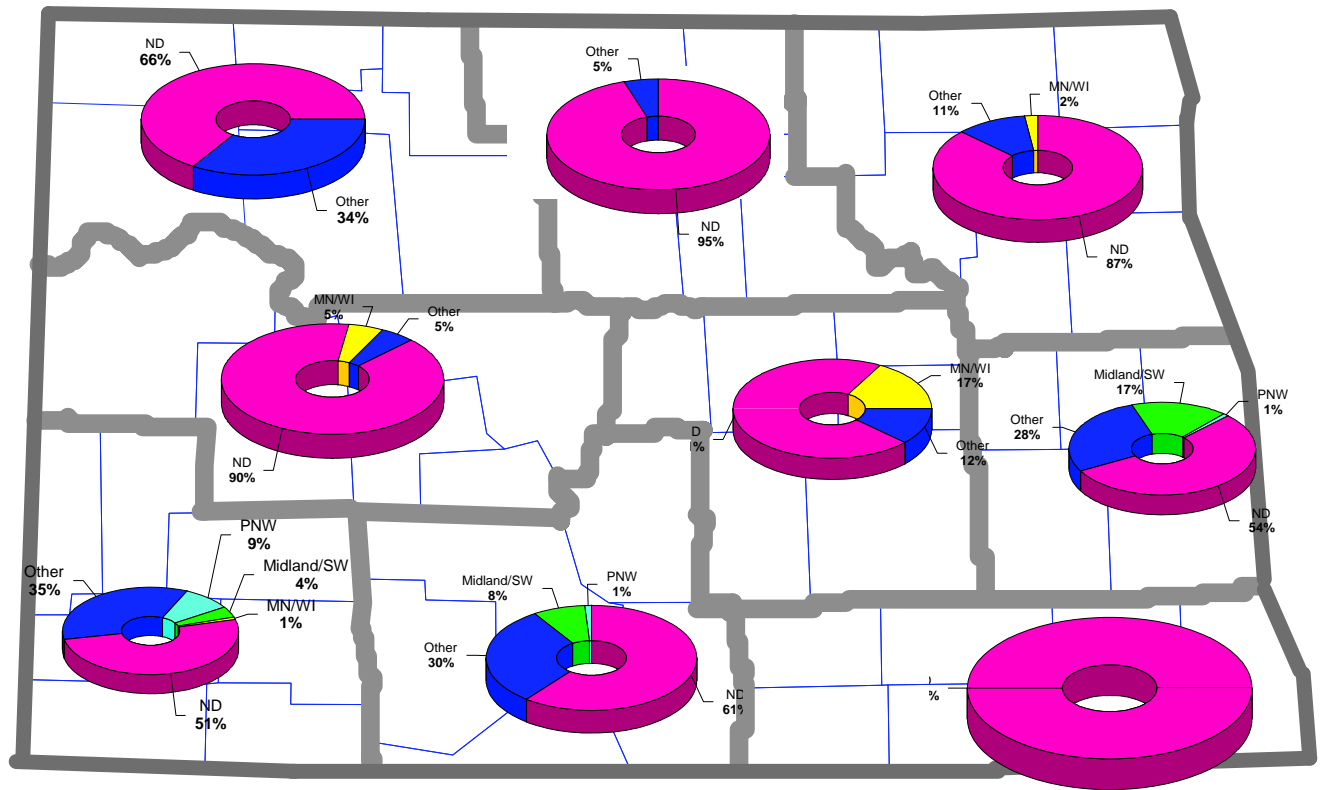 ND
66%
Other
34%
Other
5%
ND
95%
Other
11%
MN/WI
2%
ND
87%
MN/WI
5%
Other
5%
ND
90%
MN/WI
17%
Other
12%
D
%
Midland/SW
17%
PNW
1%
Other
28%
ND
54%
PNW
9%
Midland/SW
4%
MN/WI
1%
Other
35%
ND
51%
Midland/SW
8%
PNW
1%
Other
30%
ND
61%
%